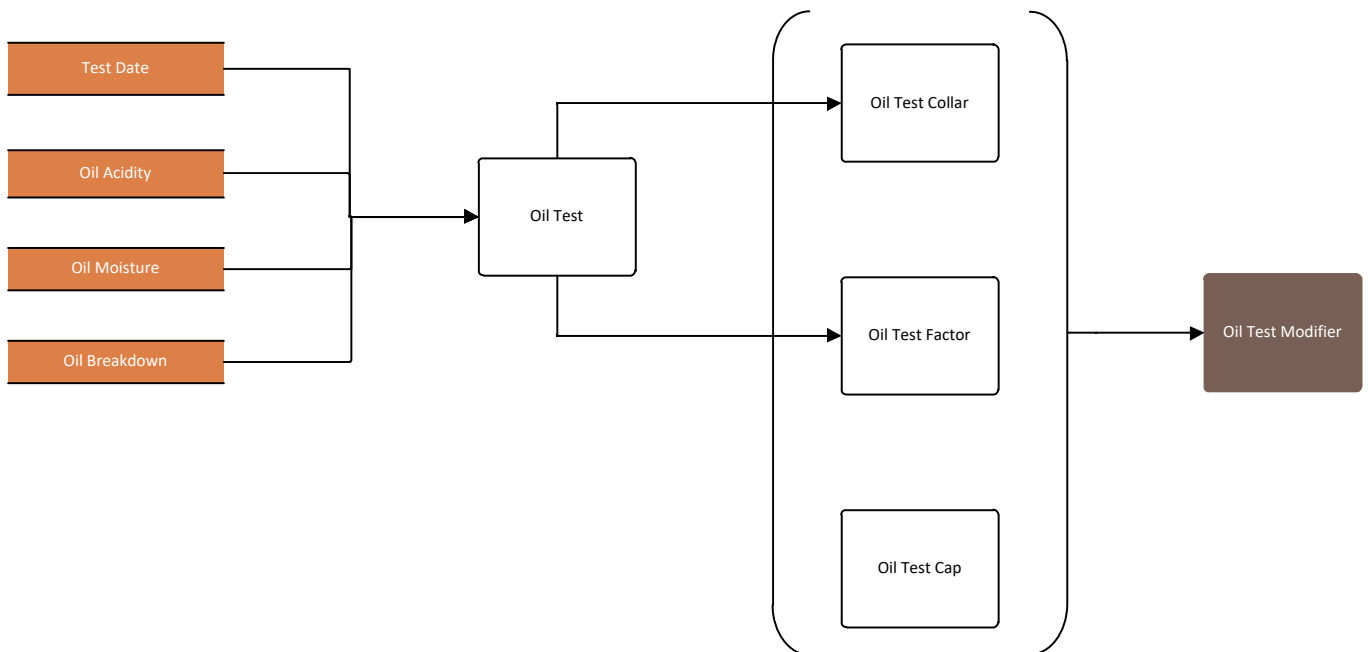 Test Date
Oil Acidity
Oil Moisture
Oil Breakdown
Oil Test
Oil Test Collar
Oil Test Factor
Oil Test Cap
Oil Test Modifier